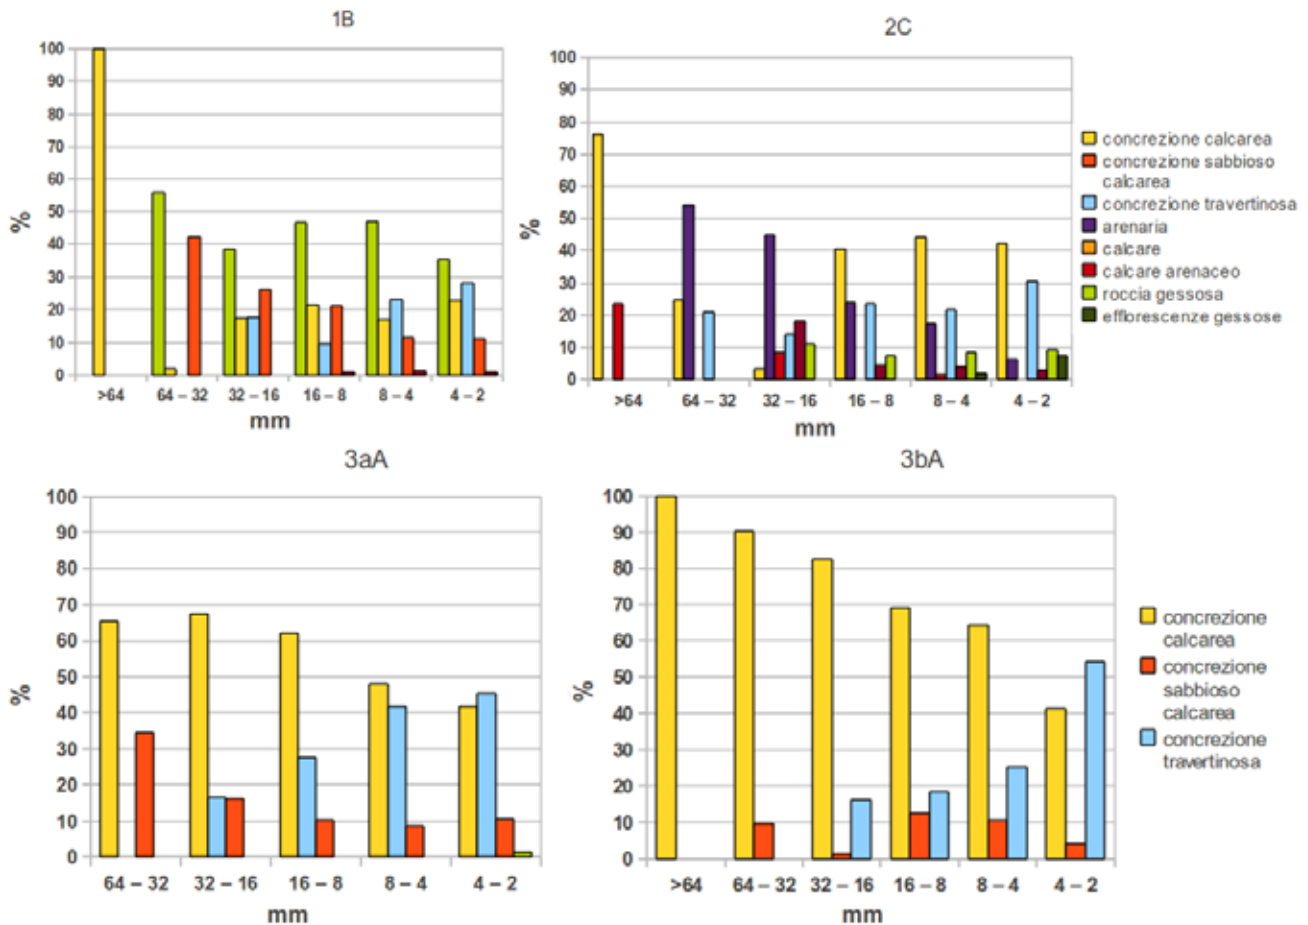 1B
100
90
80
70
60
50
40
30
20
10
0
%
>64
64 – 32
32 – 16
16 – 8
8 – 4
4 – 2
mm
2C
100
90
80
70
60
50
40
30
20
10
0
%
>64
64 – 32
32 – 16
16 – 8
8 – 4
4 – 2
mm
concrezione calcarea
concrezione sabbioso
calcarea
concrezione travertinosa
arenaria
calcare
calcare arenaceo
roccia gessosa
efflorescenze gessose
3aA
100
90
80
70
60
50
40
30
20
10
0
%
64 – 32
32 – 16
16 – 8
8 – 4
4 – 2
mm
3bA
100
90
80
70
60
50
40
30
20
10
0
%
>64
64 – 32
32 – 16
16 – 8
8 – 4
4 – 2
mm
concrezione
calcarea
concrezione
sabbioso
calcarea
concrezione
travertinosa